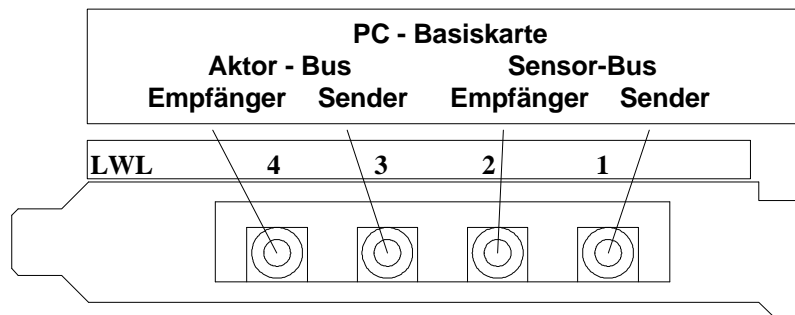 PC - Basiskarte
Aktor - Bus Sensor-Bus
Empfänger Sender Empfänger Sender
LWL 4 3 2 1